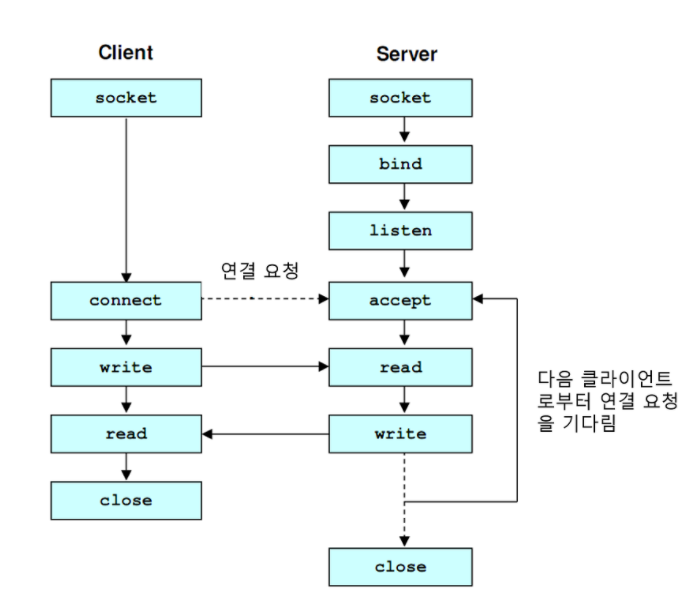 Client
Server
socket
socket
bind
listen
연결 요청
connect
accept
write
read
다음 클라이언트
로부터 연결 요청
을 기다림
read
write
close
close